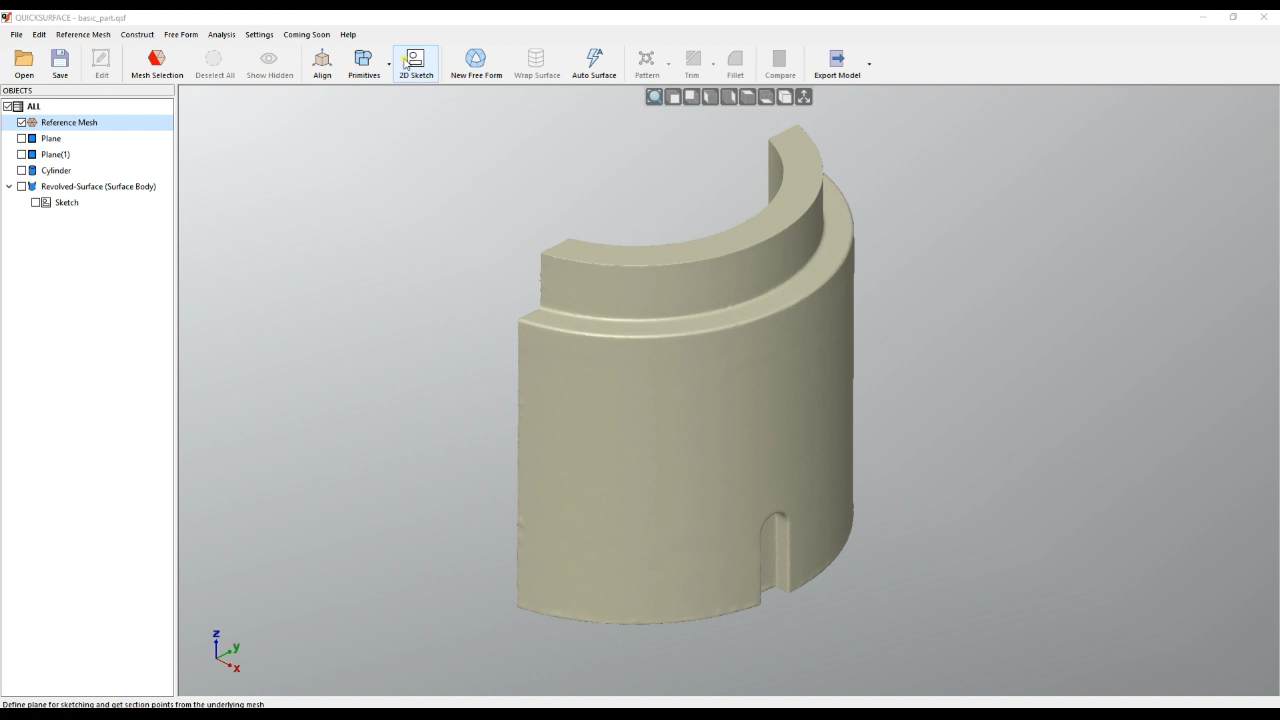 QUICKSURFACE - basic_part.qsf
File Edit Reference Mesh Construct Free Form Analysis Settings Coming Soon Help
Open Save Edit Mesh Selection Deselect All Show Hidden Align Primitives 2D Sketch New Free Form Wrap Surface Auto Surface Pattern Trim Fillet Compare Export Model
OBJECTS
ALL
Reference Mesh
Plane
Plane(1)
Cylinder
Revolved-Surface (Surface Body)
Sketch
z
y
x
Define plane for sketching and get section points from the underlying mesh